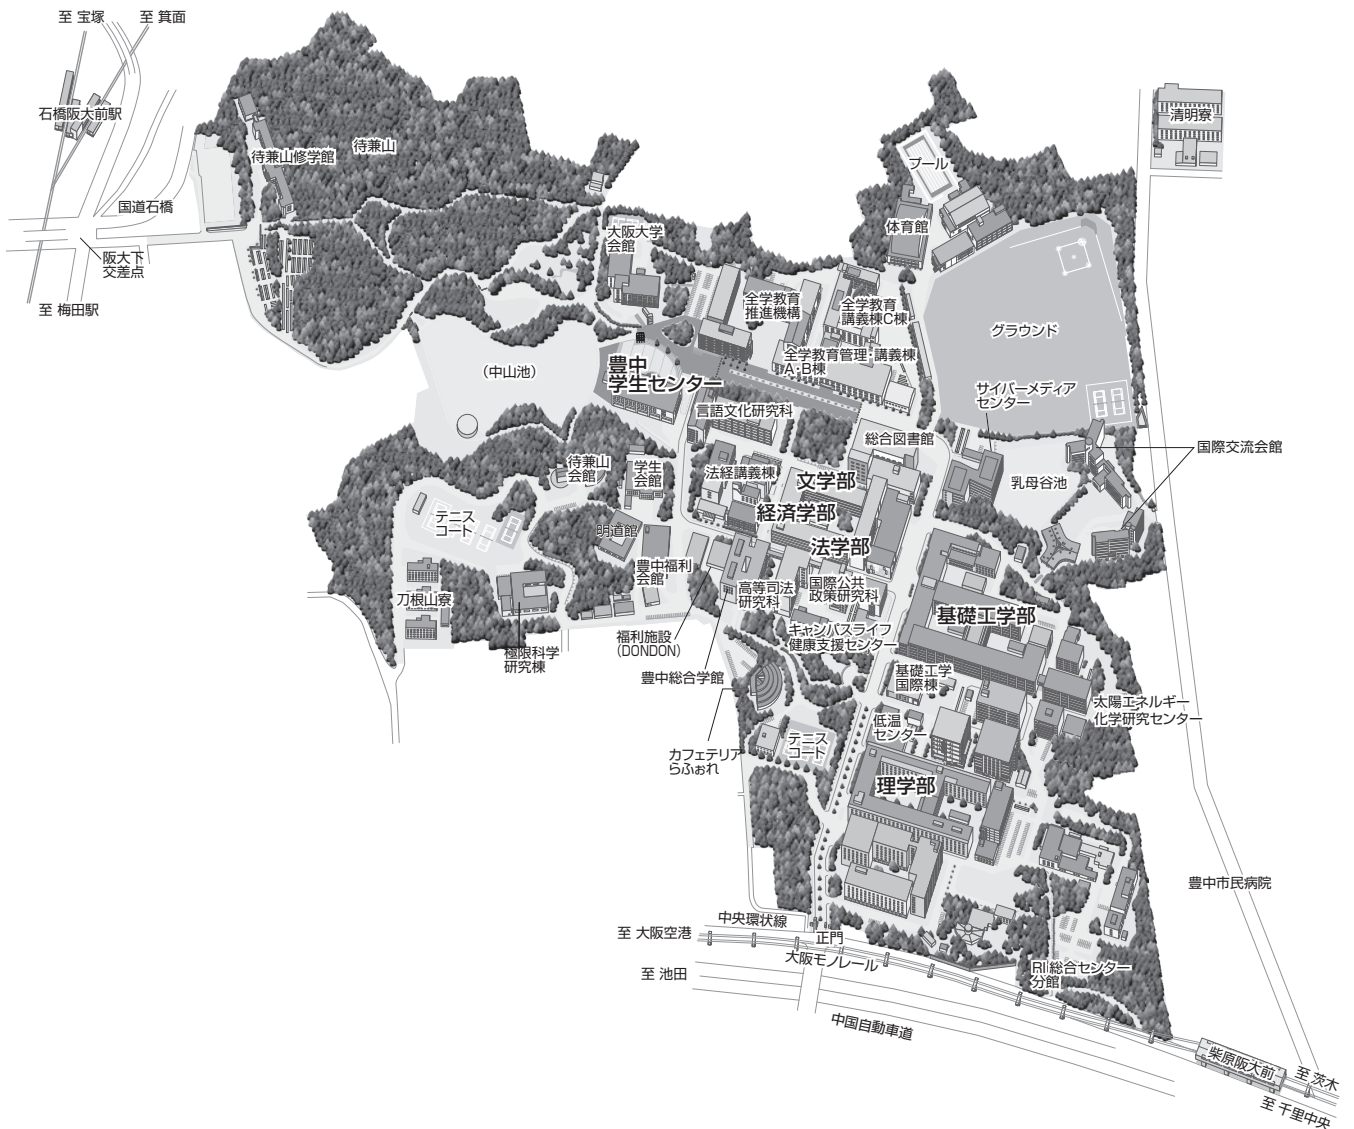 至 宝塚
至 箕面
石橋阪大前駅
清明寮
待兼山
待兼山修学館
プール
国道石橋
体育館
大阪大学
会館
阪大下
交差点
至 梅田駅
全学教育
推進機構
全学教育
講義棟C棟
グラウンド
全学教育管理・講義棟
A・B棟
(中山池)
豊中
学生センター
サイバーメディア
センター
言語文化研究科
総合図書館
国際交流会館
待兼山
会館
学生
会館
法経講義棟
文学部
乳母谷池
経済学部
テニス
コート
明道館
法学部
豊中福利
会館
高等司法
研究科
国際公共
政策研究科
刀根山寮
基礎工学部
福利施設
(DONDON)
キャンパスライフ
健康支援センター
極限科学
研究棟
豊中総合学館
基礎工学
国際棟
太陽エネルギー
化学研究センター
低温
センター
テニス
コート
カフェテリア
らふぉれ
理学部
豊中市民病院
中央環状線
至 大阪空港
正門
大阪モノレール
至 池田
RI総合センター
分館
中国自動車道
柴原阪大前
至 茨木
至 千里中央